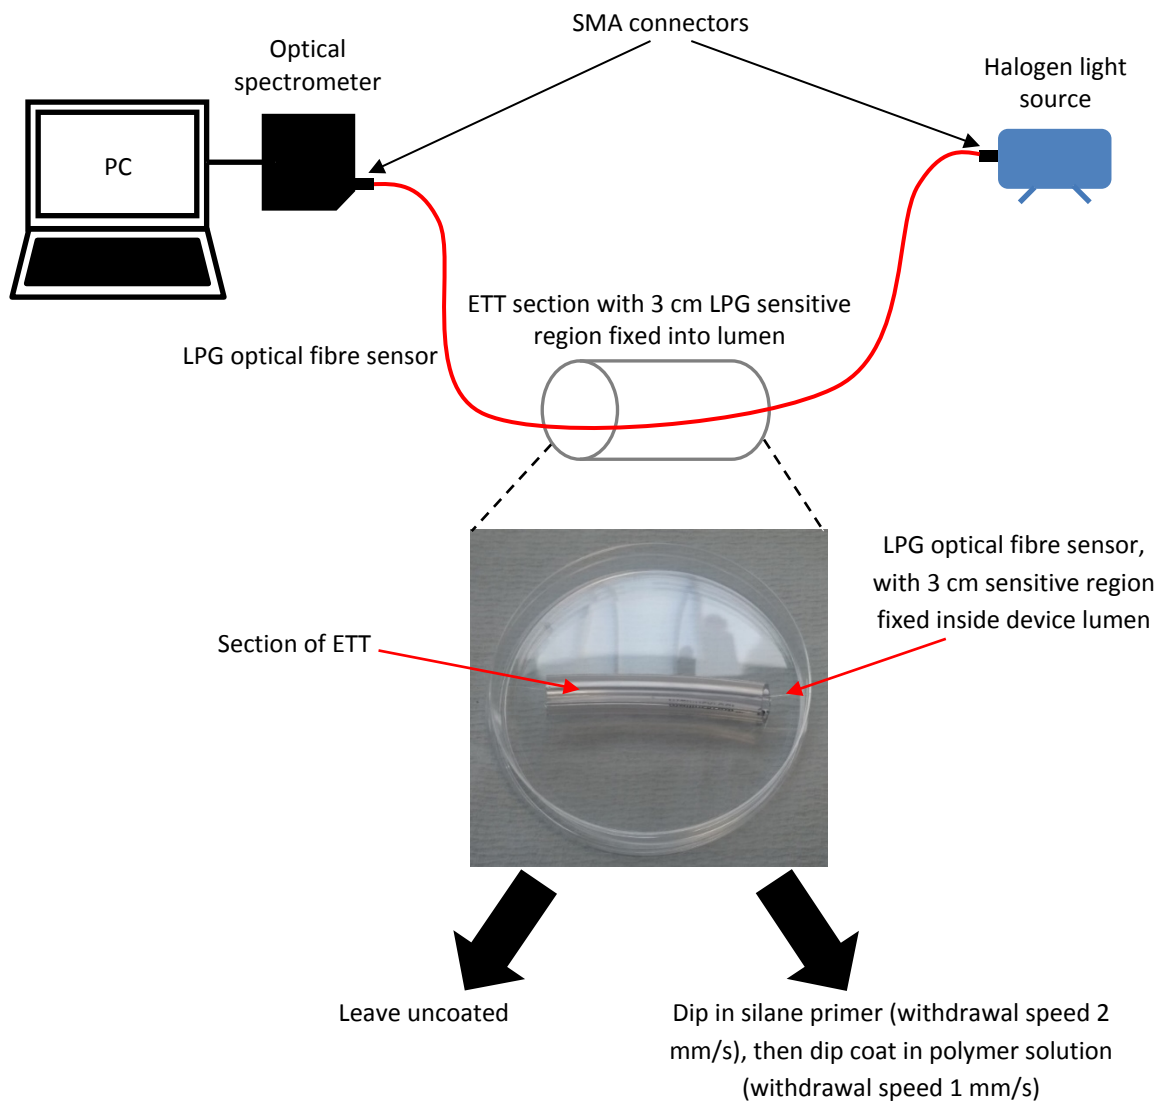 SMA connectors
Optical
spectrometer
Halogen light
source
PC
ETT section with 3 cm LPG sensitive
region fixed into lumen
LPG optical fibre sensor
LPG optical fibre sensor,
with 3 cm sensitive region
fixed inside device lumen
Section of ETT
Leave uncoated
Dip in silane primer (withdrawal speed 2
mm/s), then dip coat in polymer solution
(withdrawal speed 1 mm/s)